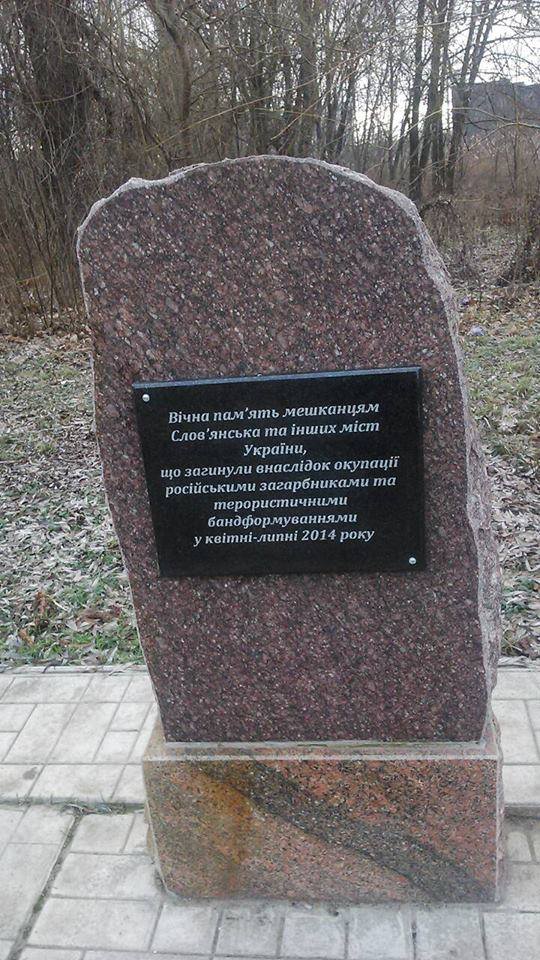 Вічна пам'ять мешканцям
Слов'янська та інших міст
України,
що загинули внаслідок окупації
російськими загарбниками та
терористичними
бандформуваннями
у квітні-липні 2014 року